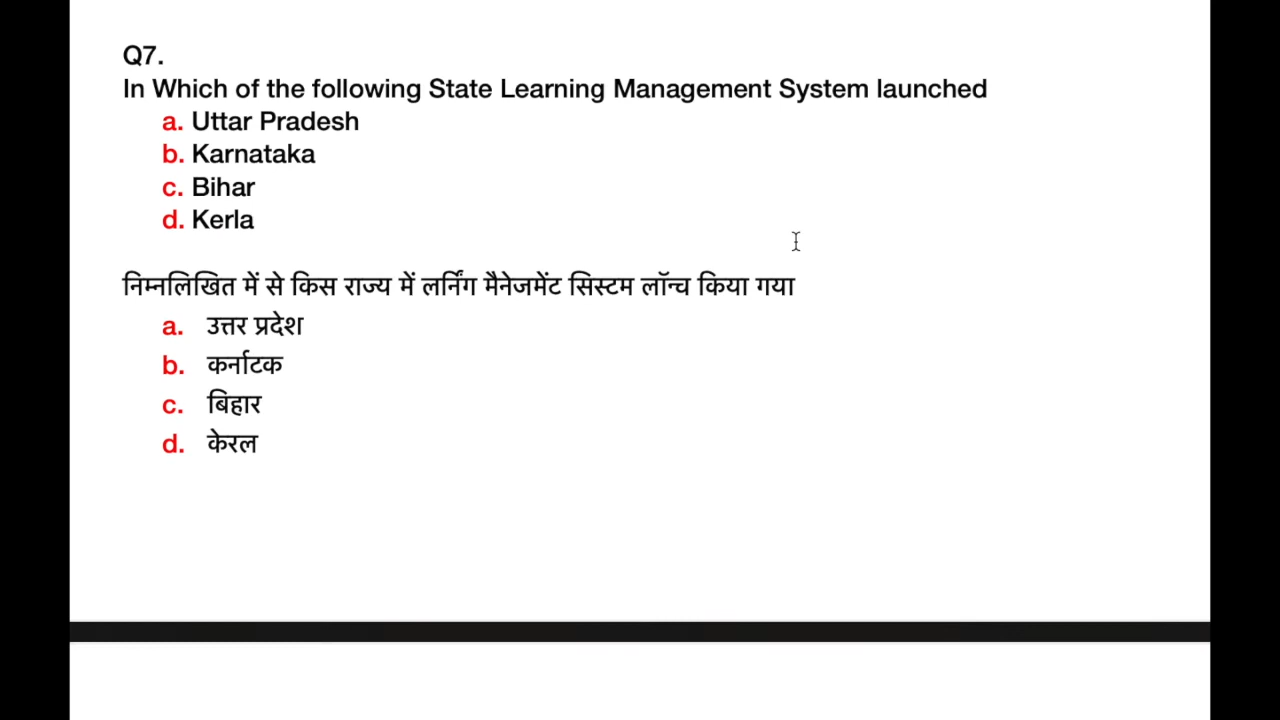 Q7.
In Which of the following State Learning Management System launched
a. Uttar Pradesh
b. Karnataka
c. Bihar
d. Kerla
निम्नलिखित में से किस राज्य में लर्निंग मैनेजमेंट सिस्टम लॉन्च किया गया
a. उत्तर प्रदेश
b. कर्नाटक
c. बिहार
d. केरल